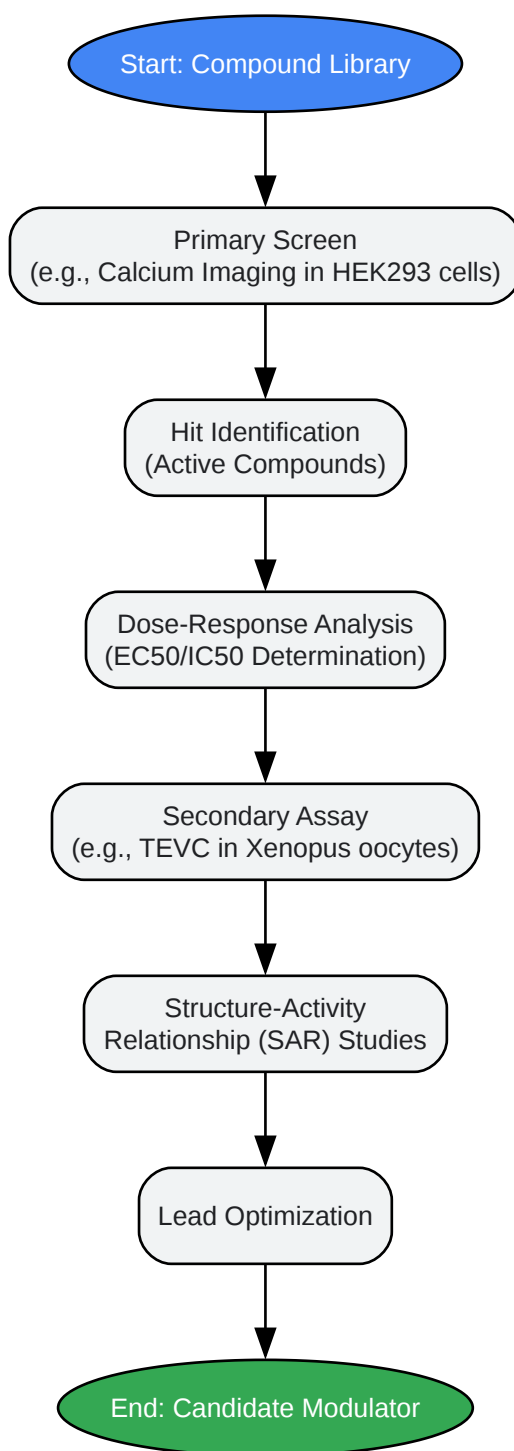 Start: Compound Library
Primary Screen
(e.g., Calcium Imaging in HEK293 cells)
Hit Identification
(Active Compounds)
Dose-Response Analysis
(EC50/IC50 Determination)
Secondary Assay
(e.g., TEVC in Xenopus oocytes)
Structure-Activity
Relationship (SAR) Studies
Lead Optimization
End: Candidate Modulator